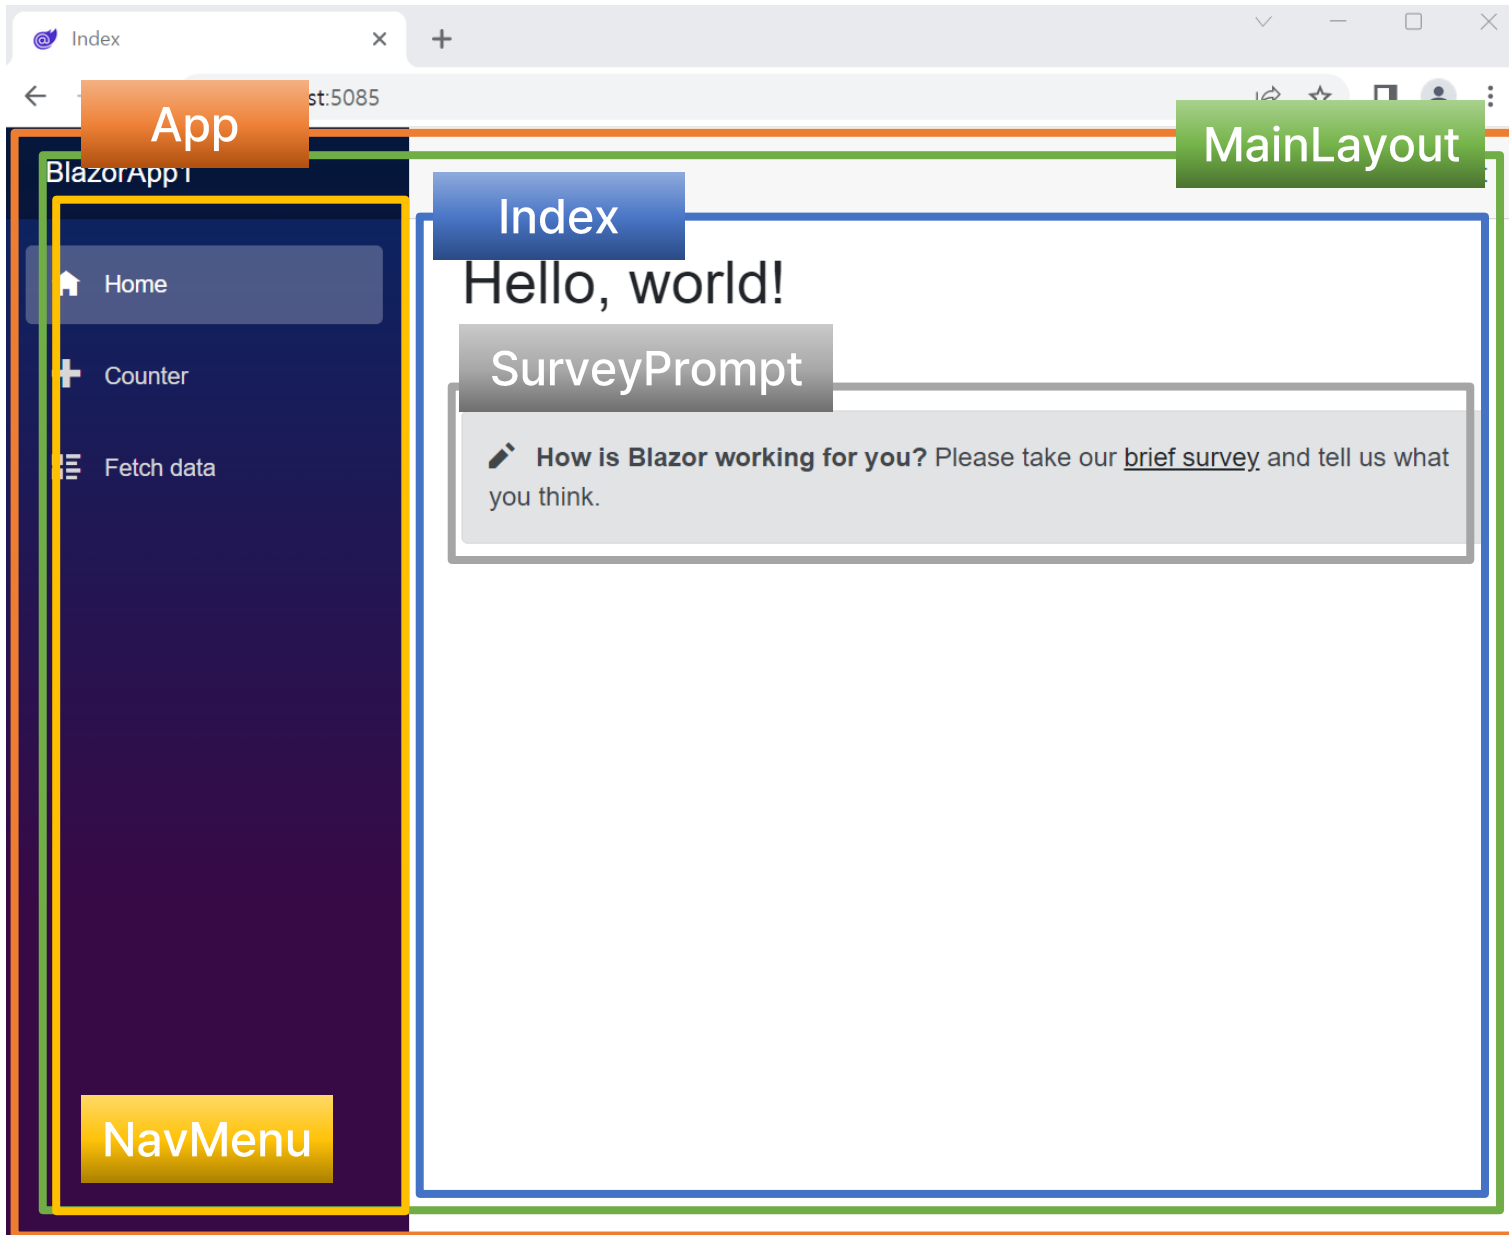 Index
App
st:5085
MainLayout
BlazorApp1
Index
Home
Hello, world!
SurveyPrompt
Counter
How is Blazor working for you? Please take our brief survey and tell us what
you think.
Fetch data
NavMenu